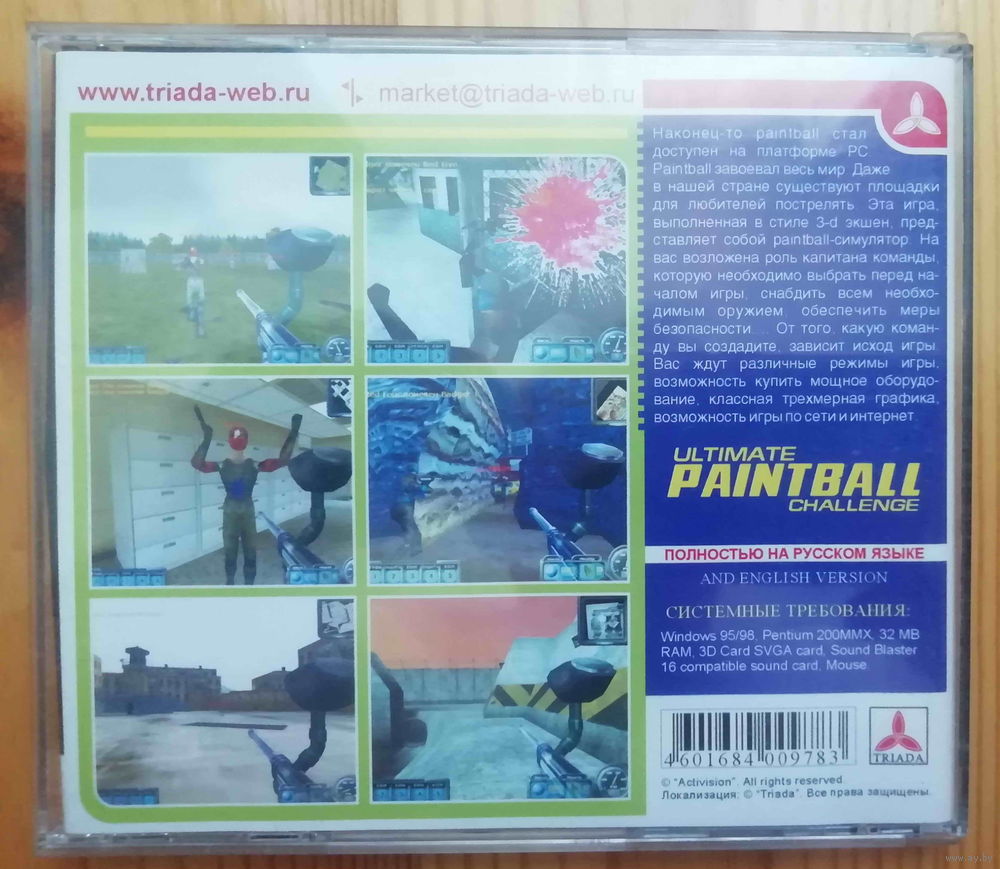 www.triada-web.ru market@triada-web.ru
Наконец-то paintball стал
доступен на платформе PC.
Paintball завоевал весь мир. Даже
в нашей стране существуют площадки
для любителей пострелять. Эта игра,
выполненная в стиле 3-d экшен, пред-
ставляет собой paintball-симулятор. На
вас возложена роль капитана команды,
которую необходимо выбрать перед на-
чалом игры, снабдить всем необхо-
димым оружием, обеспечить меры
безопасности.... От того, какую коман-
ду вы создадите, зависит исход игры.
Вас ждут различные режимы игры,
возможность купить мощное оборудо-
вание, классная трехмерная графика,
возможность игры по сети и интернет.
ULTIMATE
PAINTBALL
CHALLENGE
ПОЛНОСТЬЮ НА РУССКОМ ЯЗЫКЕ
AND ENGLISH VERSION
СИСТЕМНЫЕ ТРЕБОВАНИЯ:
Windows 95/98, Pentium 200MMX, 32 MB
RAM, 3D Card SVGA card, Sound Blaster
16 compatible sound card, Mouse.
4601684 009783
TRIADA
© "Activision". All rights reserved.
Локализация: © "Triada". Все права защищены.
www.ay.by